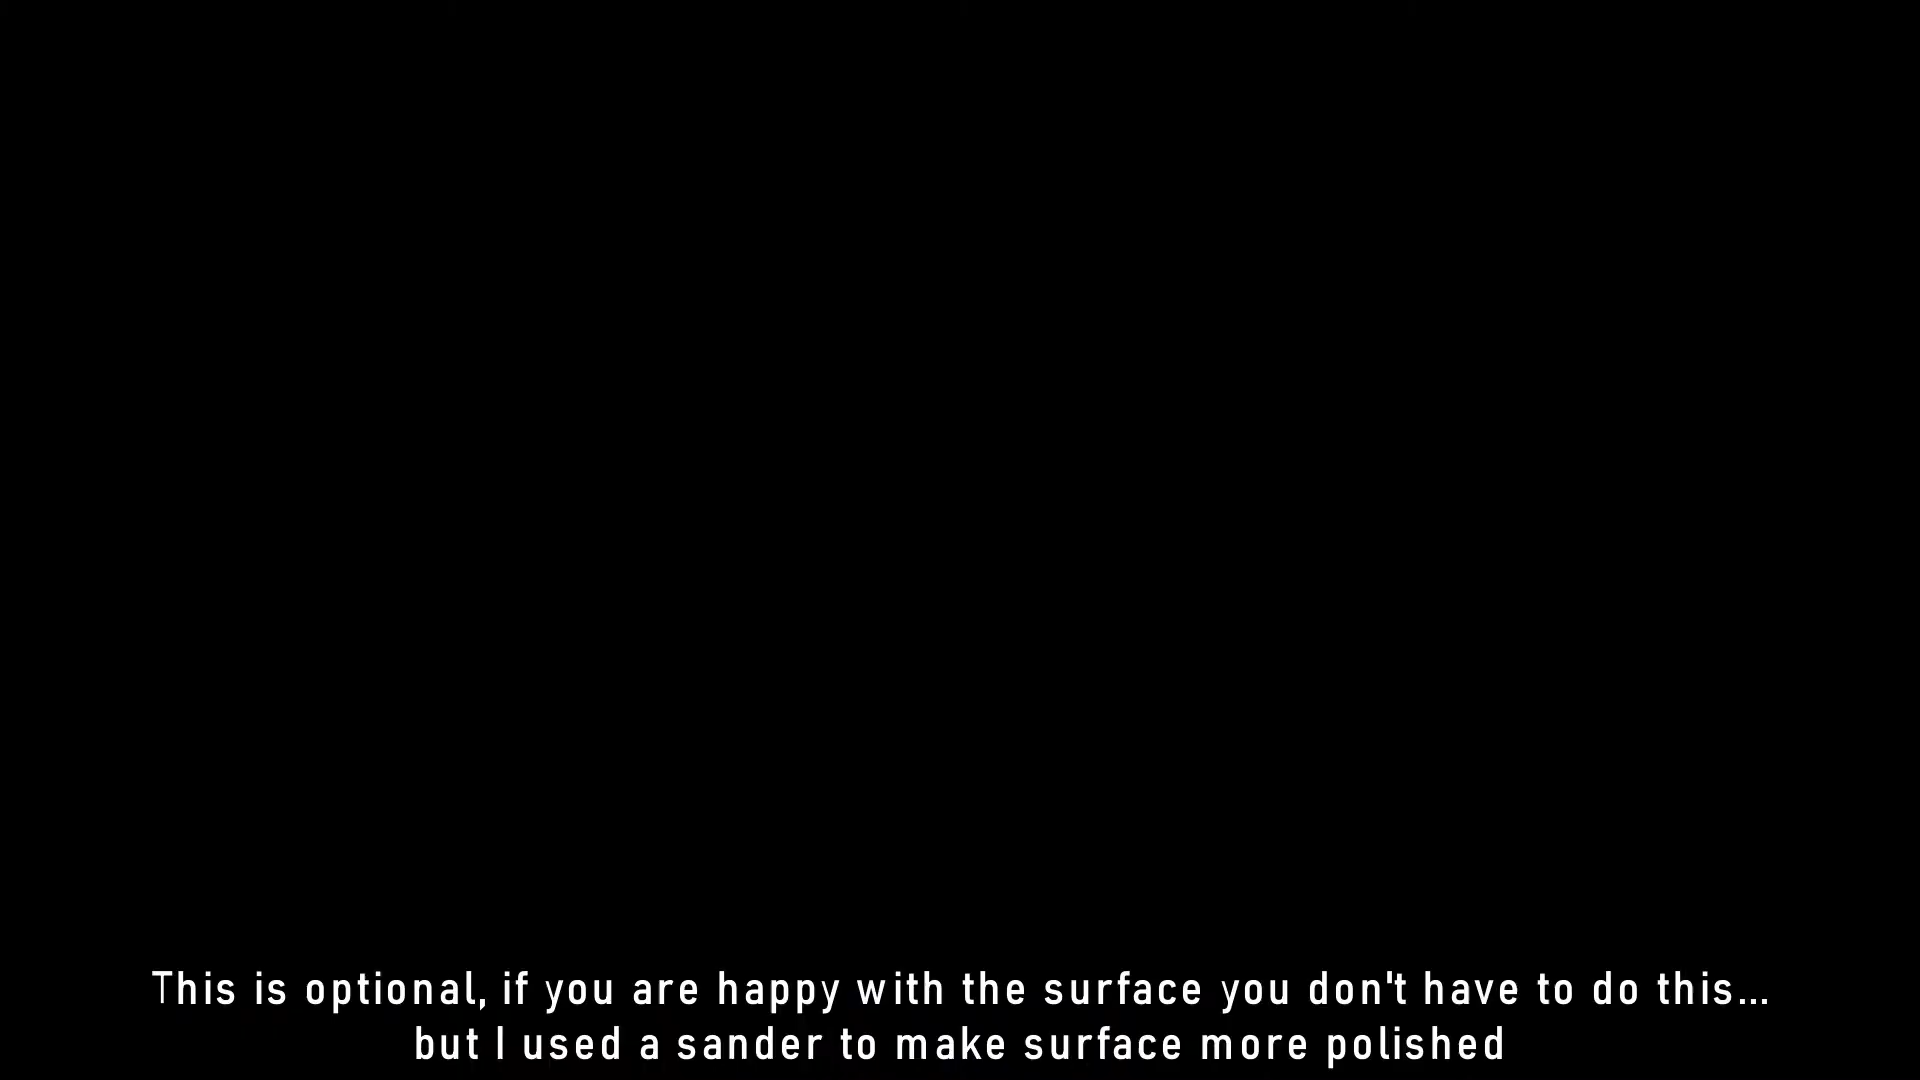 This is optional, if you are happy with the surface you don't have to do this...
but I used a sander to make surface more polished